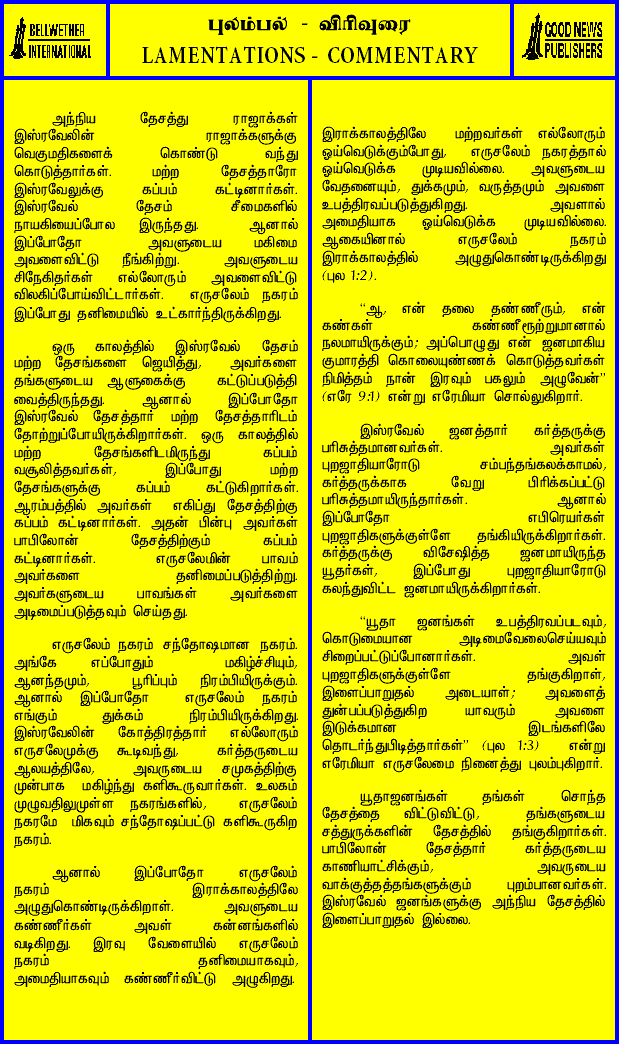 BELLWETHER
INTERNATIONAL
புலம்பல் - விரிவுரை
LAMENTATIONS - COMMENTARY
GOOD NEWS
PUBLISHERS
அந்நிய தேசத்து ராஜாக்கள்
இஸ்ரவேலின் ராஜாக்களுக்கு
வெகுமதிகளைக் கொண்டு வந்து
கொடுத்தார்கள். மற்ற தேசத்தாரோ
இஸ்ரவேலுக்கு கப்பம் கட்டினார்கள்.
இஸ்ரவேல் தேசம் சீமைகளில்
நாயகியைப்போல இருந்தது. ஆனால்
இப்போதோ அவளுடைய மகிமை
அவளைவிட்டு நீங்கிற்று. அவளுடைய
சிநேகிதர்கள் எல்லோரும் அவளைவிட்டு
விலகிப்போய்விட்டார்கள். எருசலேம் நகரம்
இப்போது தனிமையில் உட்கார்ந்திருக்கிறது.
ஒரு காலத்தில் இஸ்ரவேல் தேசம்
மற்ற தேசங்களை ஜெயித்து, அவர்களை
தங்களுடைய ஆளுகைக்கு கட்டுப்படுத்தி
வைத்திருந்தது. ஆனால் இப்போதோ
இஸ்ரவேல் தேசத்தார் மற்ற தேசத்தாரிடம்
தோற்றுப்போயிருக்கிறார்கள். ஒரு காலத்தில்
மற்ற தேசங்களிடமிருந்து கப்பம்
வசூலித்தவர்கள், இப்போது மற்ற
தேசங்களுக்கு கப்பம் கட்டுகிறார்கள்.
ஆரம்பத்தில் அவர்கள் எகிப்து தேசத்திற்கு
கப்பம் கட்டினார்கள். அதன் பின்பு அவர்கள்
பாபிலோன் தேசத்திற்கும் கப்பம்
கட்டினார்கள். எருசலேமின் பாவம்
அவர்களை தனிமைப்படுத்திற்று.
அவர்களுடைய பாவங்கள் அவர்களை
அடிமைப்படுத்தவும் செய்தது.
எருசலேம் நகரம் சந்தோஷமான நகரம்.
அங்கே எப்போதும் மகிழ்ச்சியும்,
ஆனந்தமும், பூரிப்பும் நிரம்பியிருக்கும்.
ஆனால் இப்போதோ எருசலேம் நகரம்
எங்கும் துக்கம் நிரம்பியிருக்கிறது.
இஸ்ரவேலின் கோத்திரத்தார் எல்லோரும்
எருசலேமுக்கு கூடிவந்து, கர்த்தருடைய
ஆலயத்திலே, அவருடைய சமுகத்திற்கு
முன்பாக மகிழ்ந்து களிகூருவார்கள். உலகம்
முழுவதிலுமுள்ள நகரங்களில், எருசலேம்
நகரமே மிகவும் சந்தோஷப்பட்டு களிகூருகிற
நகரம்.
ஆனால் இப்போதோ எருசலேம்
நகரம் இராக்காலத்திலே
அழுதுகொண்டிருக்கிறாள். அவளுடைய
கண்ணீர்கள் அவள் கன்னங்களில்
வடிகிறது. இரவு வேளையில் எருசலேம்
நகரம் தனிமையாகவும்,
அமைதியாகவும் கண்ணீர்விட்டு அழுகிறது.
இராக்காலத்திலே மற்றவர்கள் எல்லோரும்
ஓய்வெடுக்கும்போது, எருசலேம் நகரத்தால்
ஓய்வெடுக்க முடியவில்லை. அவளுடைய
வேதனையும், துக்கமும், வருத்தமும் அவளை
உபத்திரவப்படுத்துகிறது. அவளால்
அமைதியாக ஓய்வெடுக்க முடியவில்லை.
ஆகையினால் எருசலேம் நகரம்
இராக்காலத்தில் அழுதுகொண்டிருக்கிறது
(புல 1:2).
“ஆ, என் தலை தண்ணீரும், என்
கண்கள் கண்ணீரூற்றுமானால்
நலமாயிருக்கும்; அப்பொழுது என் ஜனமாகிய
குமாரத்தி கொலையுண்ணக் கொடுத்தவர்கள்
நிமித்தம் நான் இரவும் பகலும் அழுவேன்”
(எரே 9:1) என்று எரேமியா சொல்லுகிறார்.
இஸ்ரவேல் ஜனத்தார் கர்த்தருக்கு
பரிசுத்தமானவர்கள். அவர்கள்
புறஜாதியாரோடு சம்பந்தங்கலக்காமல்,
கர்த்தருக்காக வேறு பிரிக்கப்பட்டு
பரிசுத்தமாயிருந்தார்கள். ஆனால்
இப்போதோ எபிரெயர்கள்
புறஜாதிகளுக்குள்ளே தங்கியிருக்கிறார்கள்.
கர்த்தருக்கு விசேஷித்த ஜனமாயிருந்த
யூதர்கள், இப்போது புறஜாதியாரோடு
கலந்துவிட்ட ஜனமாயிருக்கிறார்கள்.
“யூதா ஜனங்கள் உபத்திரவப்படவும்,
கொடுமையான அடிமைவேலைசெய்யவும்
சிறைப்பட்டுப்போனார்கள். அவள்
புறஜாதிகளுக்குள்ளே தங்குகிறாள்,
இளைப்பாறுதல் அடையாள்; அவளைத்
துன்பப்படுத்துகிற யாவரும் அவளை
இடுக்கமான இடங்களிலே
தொடர்ந்துபிடித்தார்கள்” (புல 1:3) என்று
எரேமியா எருசலேமை நினைத்து புலம்புகிறார்.
யூதாஜனங்கள் தங்கள் சொந்த
தேசத்தை விட்டுவிட்டு, தங்களுடைய
சத்துருக்களின் தேசத்தில் தங்குகிறார்கள்.
பாபிலோன் தேசத்தார் கர்த்தருடைய
காணியாட்சிக்கும், அவருடைய
வாக்குத்தத்தங்களுக்கும் புறம்பானவர்கள்.
இஸ்ரவேல் ஜனங்களுக்கு அந்நிய தேசத்தில்
இளைப்பாறுதல் இல்லை.